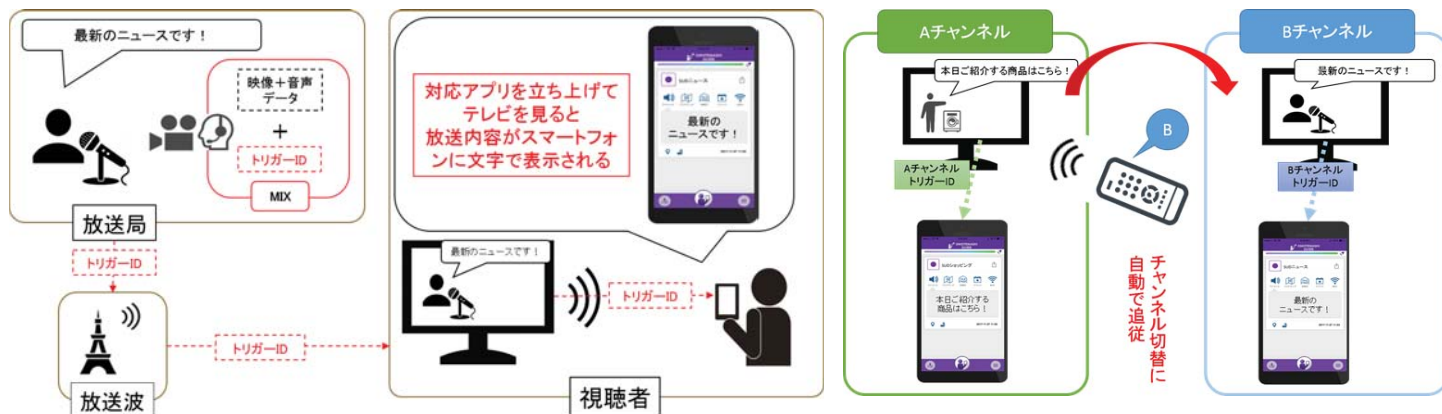 最新のニュースです！
映像＋音声
データ
＋
トリガーID
MIX
放送局
トリガーID
放送波
トリガーID
対応アプリを立ち上げて
テレビを見ると
放送内容がスマートフォ
ンに文字で表示される
最新の
ニュースです！
最新のニュースです！
トリガーID
視聴者
Aチャンネル
本日ご紹介する商品はこちら！
Aチャンネル
トリガーID
本日ご紹介する
商品はこちら！
B
チャンネル切替に
自動で追従
Bチャンネル
最新のニュースです！
Bチャンネル
トリガーID
最新の
ニュースです！